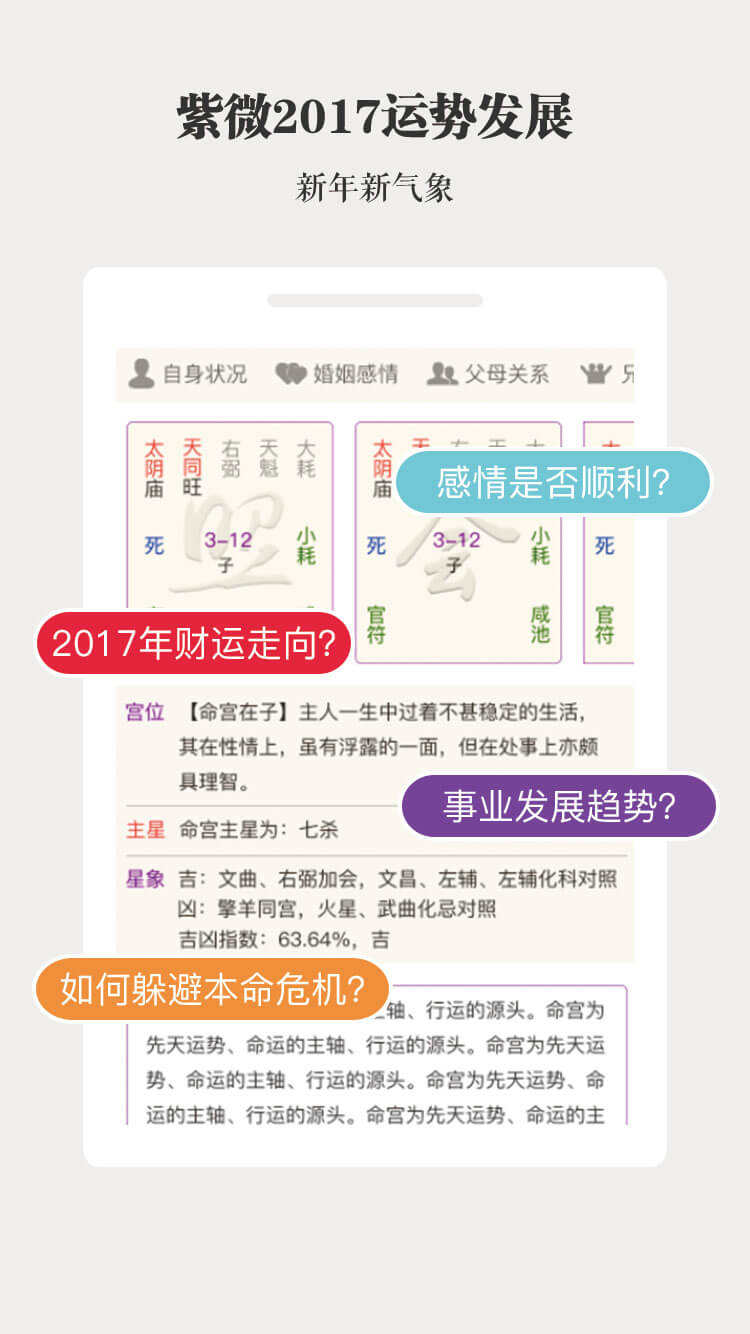 紫微2017运势发展
新年新气象
自身状况 婚姻感情 父母关系
太阴庙 天同旺 右弼 天魁 大耗
照
死 3-12 小耗
子
太阴庙
会
死 3-12 小耗
子
官符 咸池
死
官符
感情是否顺利?
2017年财运走向?
宫位 【命宫在子】主人一生中过着不甚稳定的生活，
其在性情上，虽有浮露的一面，但在处事上亦颇
具理智。
事业发展趋势?
主星 命宫主星为：七杀
星象 吉：文曲、右弼加会，文昌、左辅、左辅化科对照
凶：擎羊同宫，火星、武曲化忌对照
吉凶指数：63.64%，吉
如何躲避本命危机?
轴、行运的源头。命宫为
先天运势、命运的主轴、行运的源头。命宫为先天运
势、命运的主轴、行运的源头。命宫为先天运势、命
运的主轴、行运的源头。命宫为先天运势、命运的主